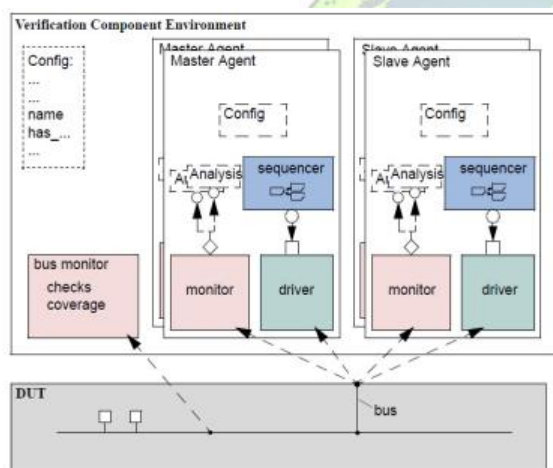 Verification Component Environment
Config:
...
...
name
has_...
...
Master Agent
Master Agent
Config
Analysis
sequencer
monitor
driver
Slave Agent
Slave Agent
Config
Analysis
sequencer
monitor
driver
bus monitor
checks
coverage
DUT
bus